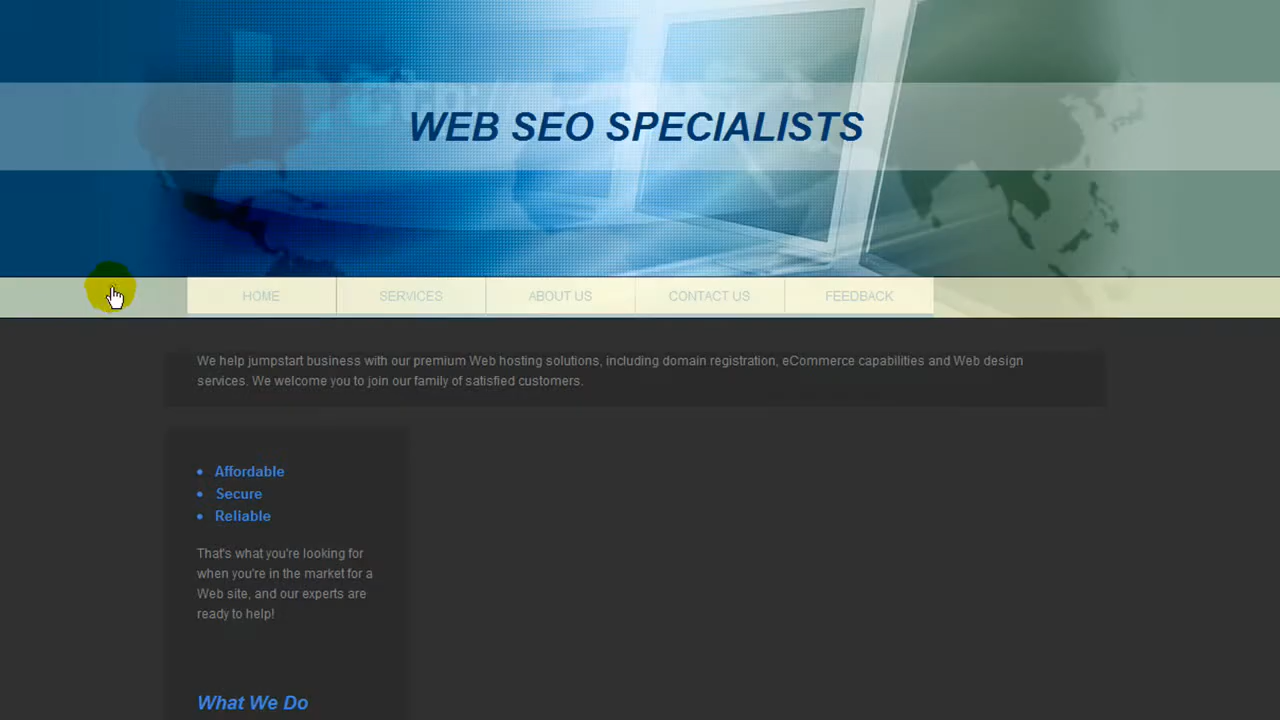 WEB SEO SPECIALISTS
HOME SERVICES ABOUT US CONTACT US FEEDBACK
We help jumpstart business with our premium Web hosting solutions, including domain registration, eCommerce capabilities and Web design
services. We welcome you to join our family of satisfied customers.
• Affordable
• Secure
• Reliable
That's what you're looking for
when you're in the market for a
Web site, and our experts are
ready to help!
What We Do